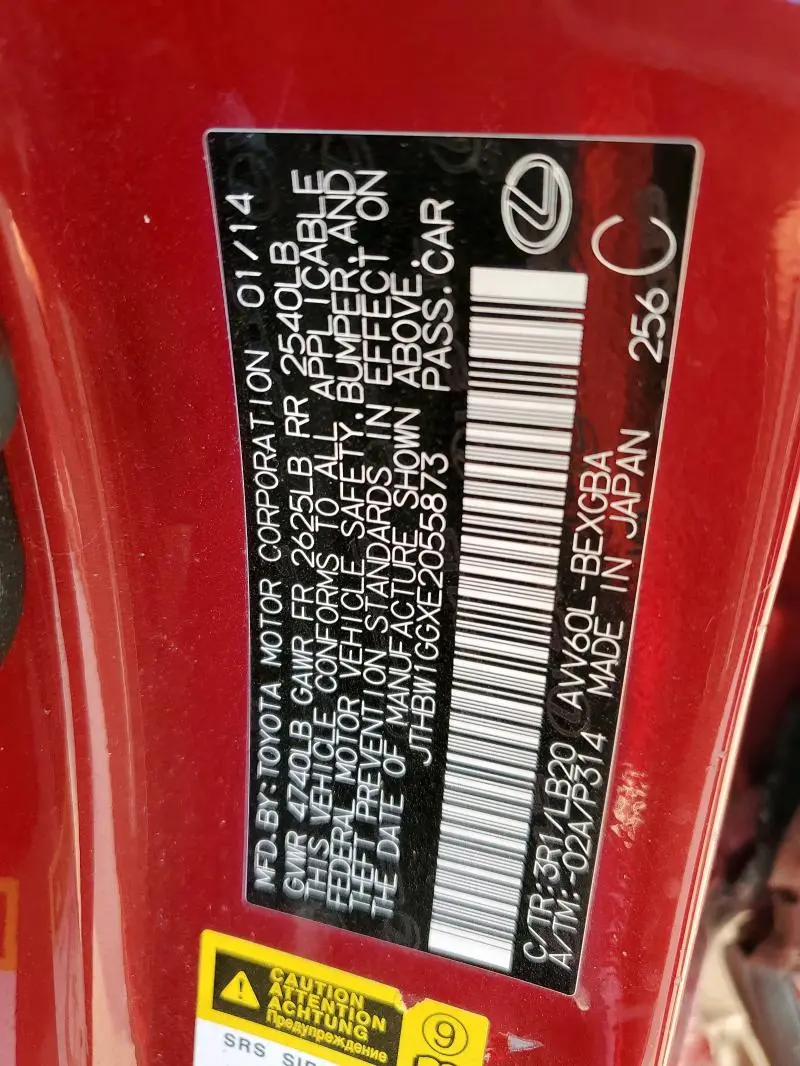 MFD.BY:TOYOTA MOTOR CORPORATION 01/14
GVWR 4740LB GAWR FR 2625LB RR 2540LB
THIS VEHICLE CONFORMS TO ALL APPLICABLE
FEDERAL MOTOR VEHICLE SAFETY,BUMPER,AND
THEFT PREVENTION STANDARDS IN EFFECT ON
THE DATE OF MANUFACTURE SHOWN ABOVE.
JTHBW1GGXE2055873 PASS.CAR
C/TR:3R1/LB20 AVV60L-BEXGBA
A/TM:-02A/P314 MADE IN JAPAN
256 C
CAUTION
ATTENTION
ACHTUNG
Предупреждение
9
SRS